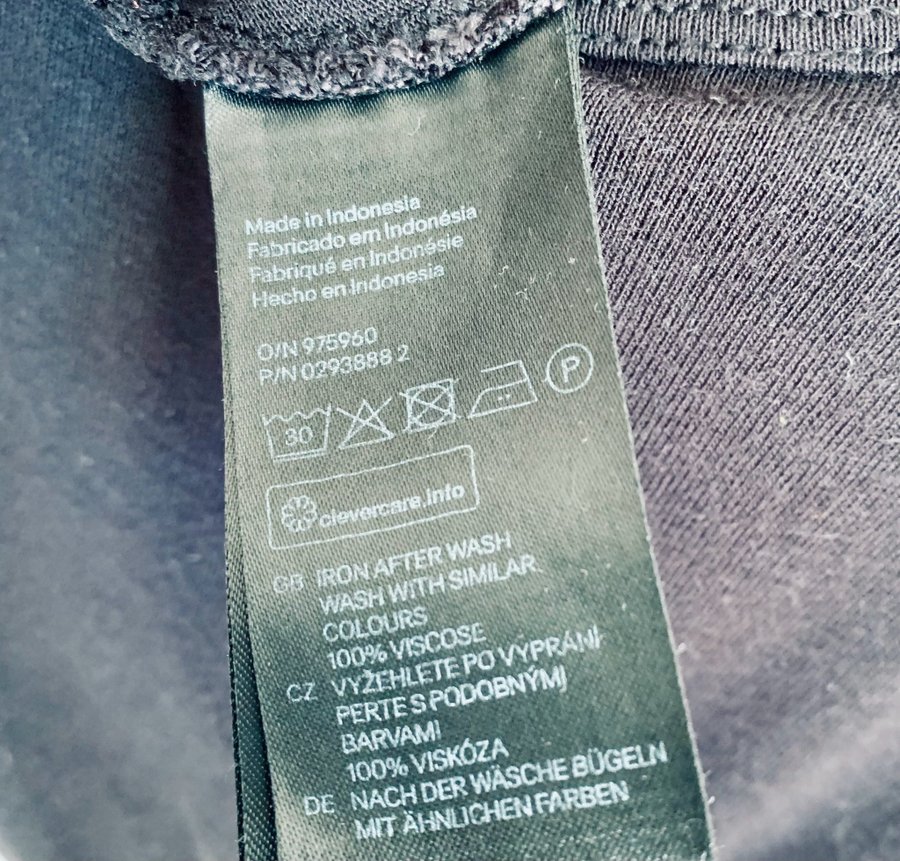 Made in Indonesia
Fabricado em Indonésia
Fabriqué en Indonésie
Hecho en Indonesia
O/N 975960
P/N 0293888 2
30 P
clevercare.info
GB IRON AFTER WASH
WASH WITH SIMILAR
COLOURS
100% VISCOSE
CZ VYŽEHLETE PO VYPRÁNÍ
PERTE S PODOBNÝMI
BARVAMI
100% VISKÓZA
DE NACH DER WÄSCHE BÜGELN
MIT ÄHNLICHEN FARBEN